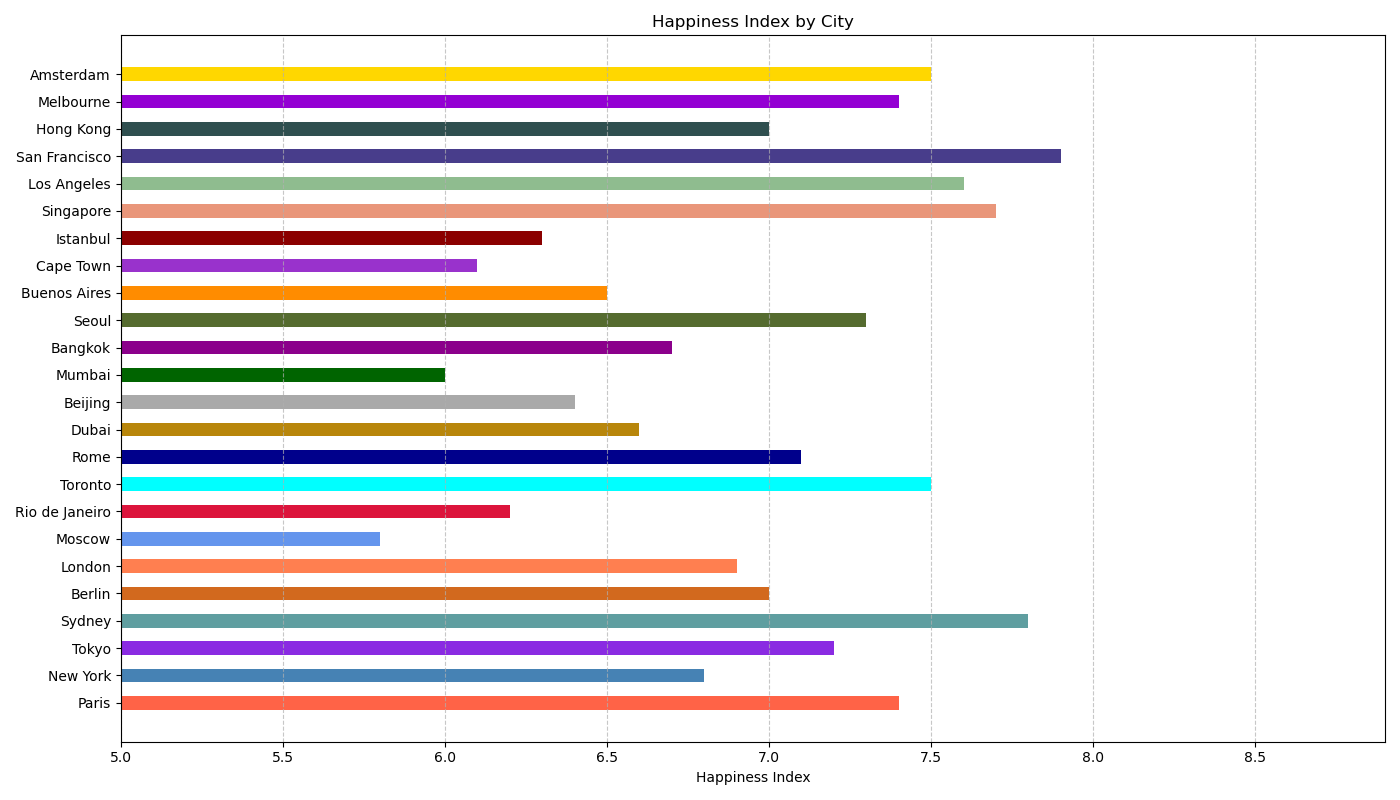 Happiness Index by City
Amsterdam
Melbourne
Hong Kong
San Francisco
Los Angeles
Singapore
Istanbul
Cape Town
Buenos Aires
Seoul
Bangkok
Mumbai
Beijing
Dubai
Rome
Toronto
Rio de Janeiro
Moscow
London
Berlin
Sydney
Tokyo
New York
Paris
5.0 5.5 6.0 6.5 7.0 7.5 8.0 8.5
Happiness Index